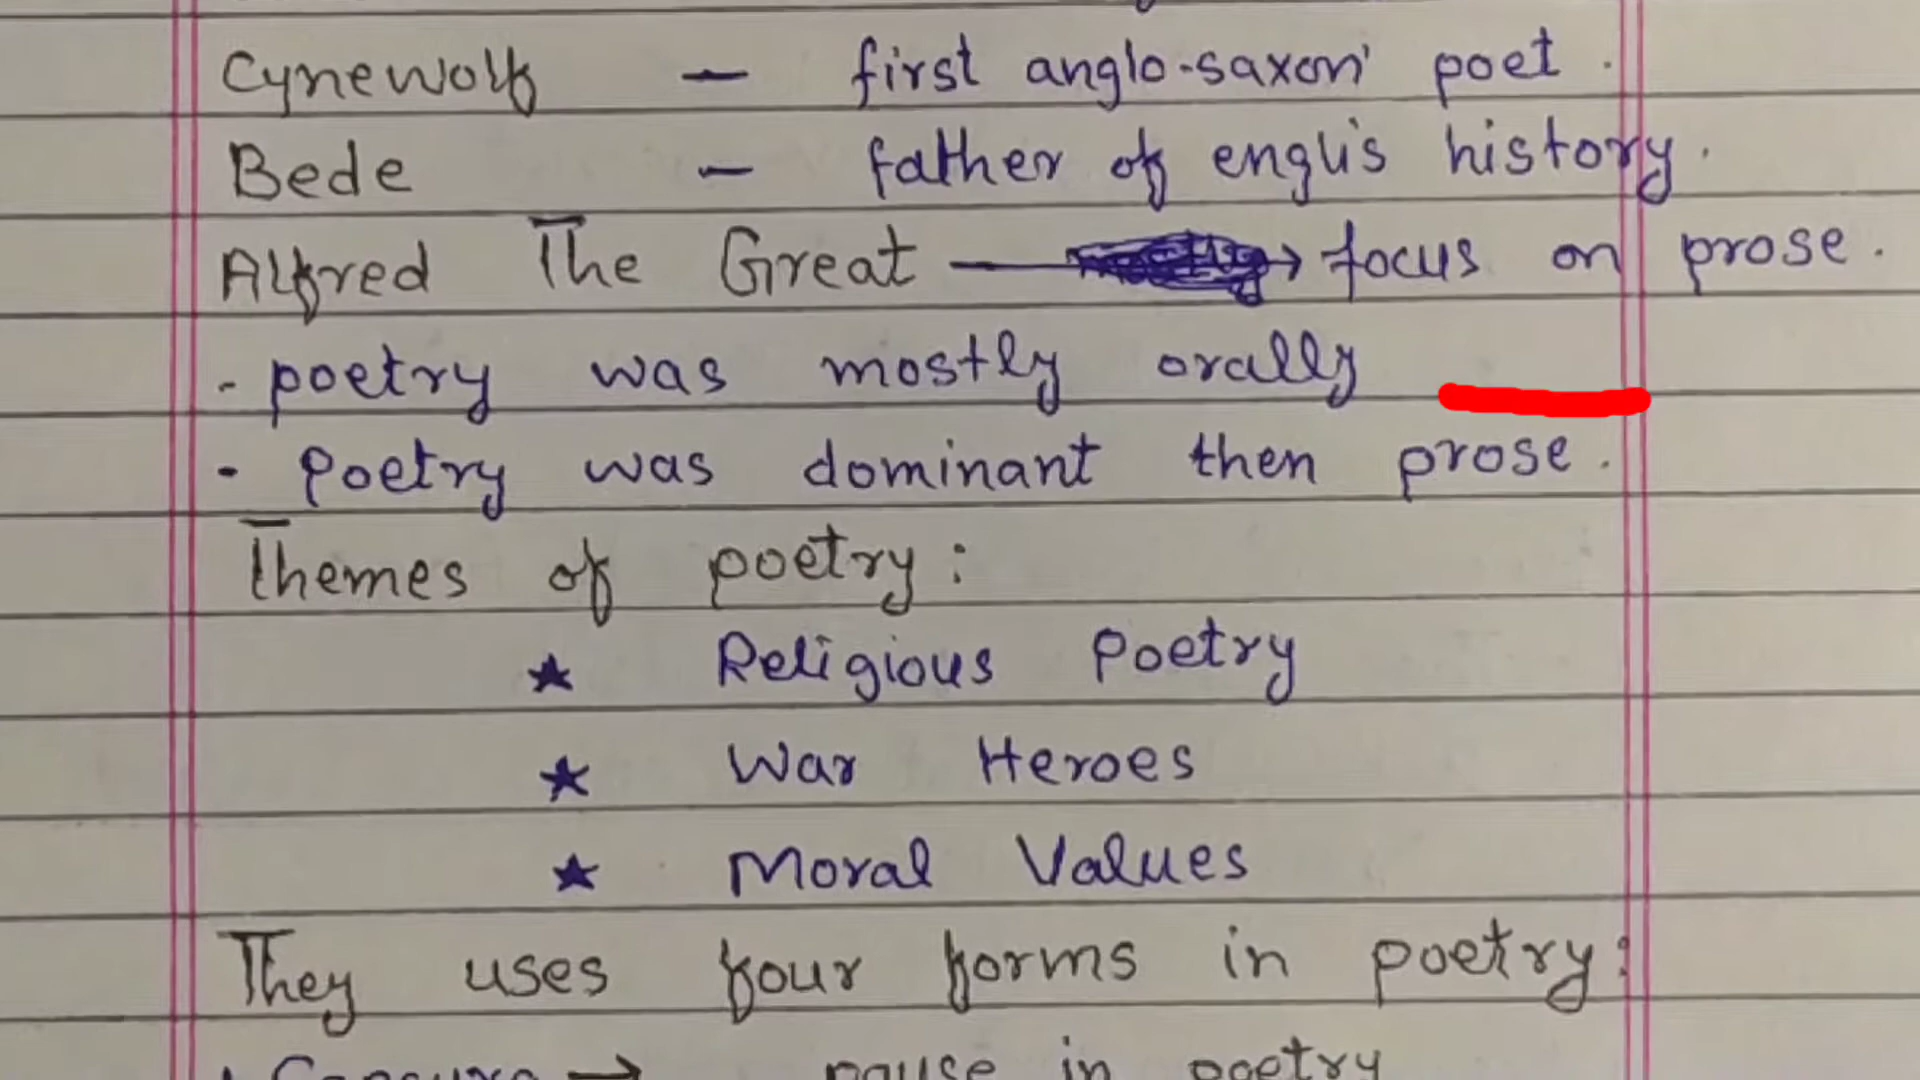 Cynewolf — first anglo-saxon' poet.
Bede — father of englis history.
Alfred The Great —→ focus on prose.
- poetry was mostly orally
- Poetry was dominant then prose.
Themes of poetry:
★ Religious Poetry
★ War Heroes
★ Moral Values
They uses four forms in poetry:
→ pause in poetry